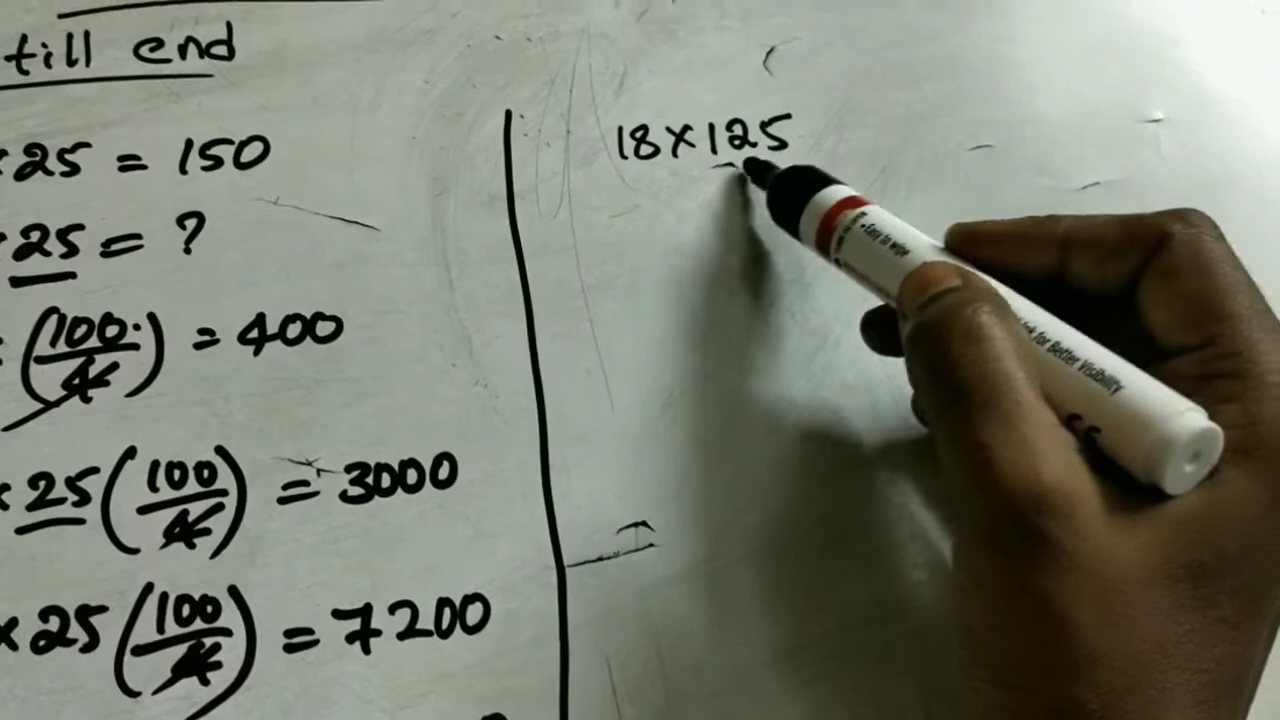 till end
25 = 150
25 = ?
(100/4) = 400
× 25 (100/4) = 3000
× 25 (100/4) = 7200
18×125
• Easy to wipe
for Better Visibility